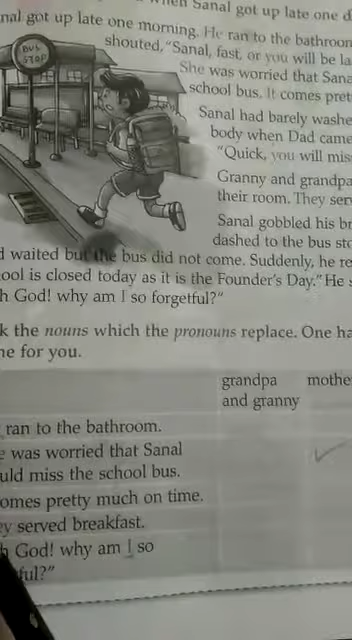 when Sanal got up late one d
nal got up late one morning. He ran to the bathroom
BUS
STOP
shouted, "Sanal, fast, or you will be la
She was worried that Sana
school bus. It comes pret
Sanal had barely washe
body when Dad came
"Quick, you will mis
Granny and grandpa
their room. They ser
Sanal gobbled his br
dashed to the bus sto
d waited but the bus did not come. Suddenly, he re
ool is closed today as it is the Founder's Day." He s
h God! why am I so forgetful?"
k the nouns which the pronouns replace. One ha
ne for you.
grandpa mothe
and granny
ran to the bathroom.
e was worried that Sanal
uld miss the school bus.
omes pretty much on time.
ey served breakfast.
h God! why am I so
ful?"